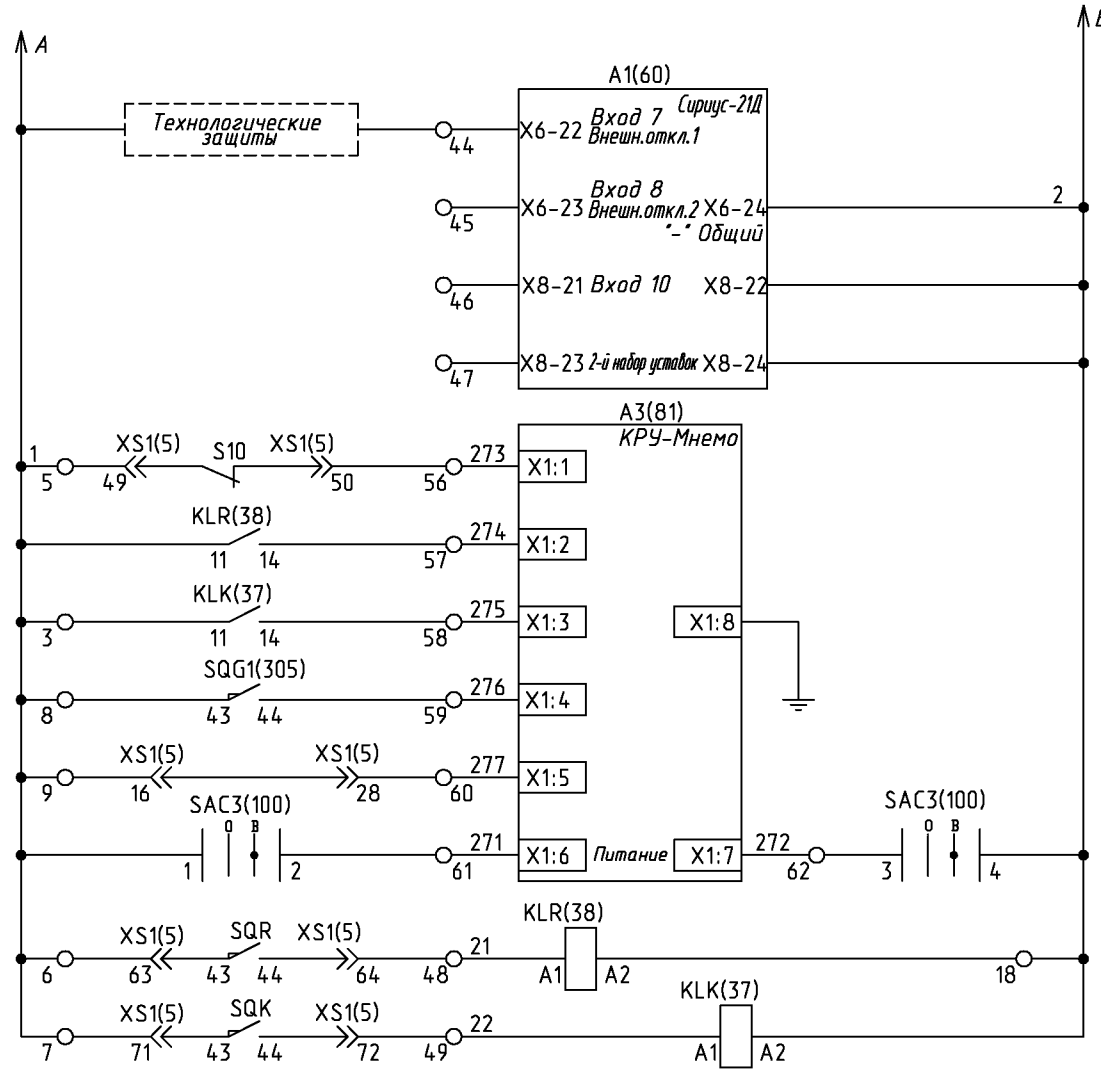 A
A1(60)
Сириус-21Д
Технологические
защиты
44
X6-22 Вход 7
Внешн.откл.1
45
X6-23 Вход 8
Внешн.откл.2 X6-24
"-" Общий
2
46
X8-21 Вход 10 X8-22
47
X8-23 2-й набор уставок X8-24
A3(81)
КРУ-Мнемо
1
5
XS1(5)
49
S10
XS1(5)
50
56
273
X1:1
KLR(38)
11 14
57
274
X1:2
3
KLK(37)
11 14
58
275
X1:3
X1:8
8
SQG1(305)
43 44
59
276
X1:4
9
XS1(5)
16
XS1(5)
28
60
277
X1:5
SAC3(100)
0 В
1 2
61
271
X1:6 Питание X1:7
272
62
SAC3(100)
0 В
3 4
6
XS1(5)
63
SQR
43 44
XS1(5)
64
48
21
KLR(38)
A1 A2
18
7
XS1(5)
71
SQK
43 44
XS1(5)
72
49
22
KLK(37)
A1 A2